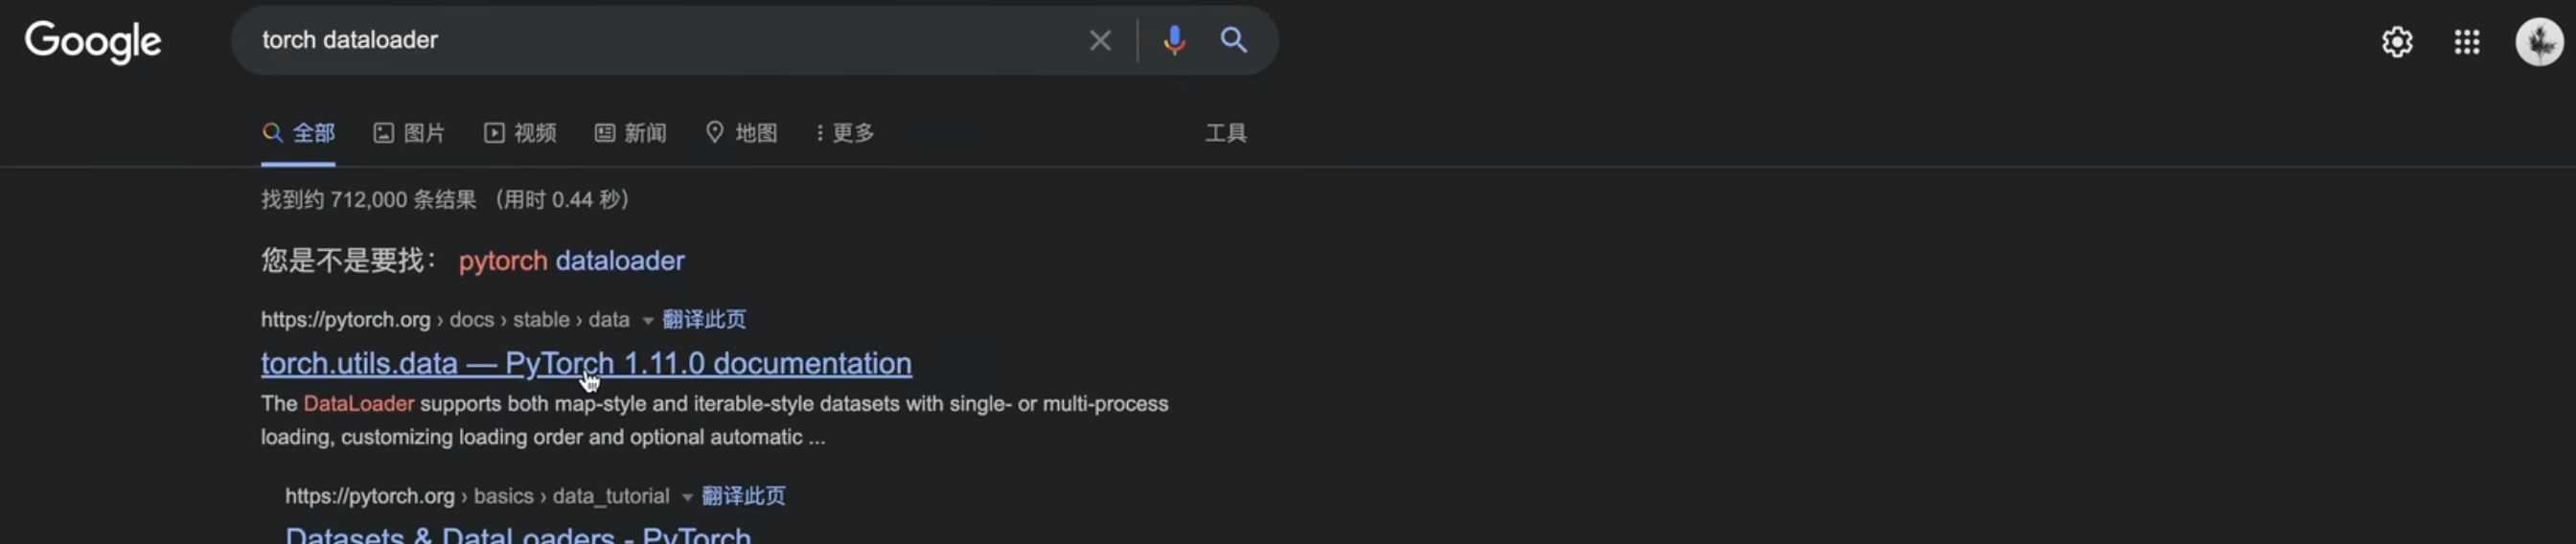 Google
torch dataloader
全部 图片 视频 新闻 地图 更多 工具
找到约 712,000 条结果 （用时 0.44 秒）
您是不是要找： pytorch dataloader
https://pytorch.org › docs › stable › data 翻译此页
torch.utils.data — PyTorch 1.11.0 documentation
The DataLoader supports both map-style and iterable-style datasets with single- or multi-process
loading, customizing loading order and optional automatic ...
https://pytorch.org › basics › data_tutorial 翻译此页
Datasets & DataLoaders - PyTorch